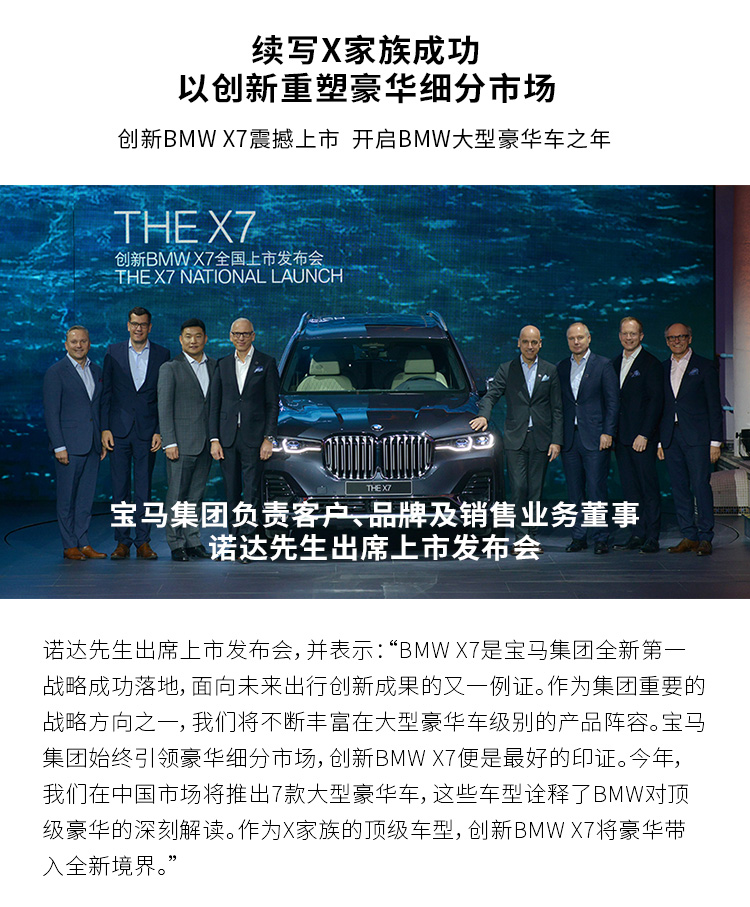 续写X家族成功
以创新重塑豪华细分市场
创新BMW X7震撼上市 开启BMW大型豪华车之年
THE X7
创新BMW X7全国上市发布会
THE X7 NATIONAL LAUNCH
THE X7
宝马集团负责客户、品牌及销售业务董事
诺达先生出席上市发布会
诺达先生出席上市发布会，并表示：“BMW X7是宝马集团全新第一
战略成功落地，面向未来出行创新成果的又一例证。作为集团重要的
战略方向之一，我们将不断丰富在大型豪华车级别的产品阵容。宝马
集团始终引领豪华细分市场，创新BMW X7便是最好的印证。今年，
我们在中国市场将推出7款大型豪华车，这些车型诠释了BMW对顶
级豪华的深刻解读。作为X家族的顶级车型，创新BMW X7将豪华带
入全新境界。”